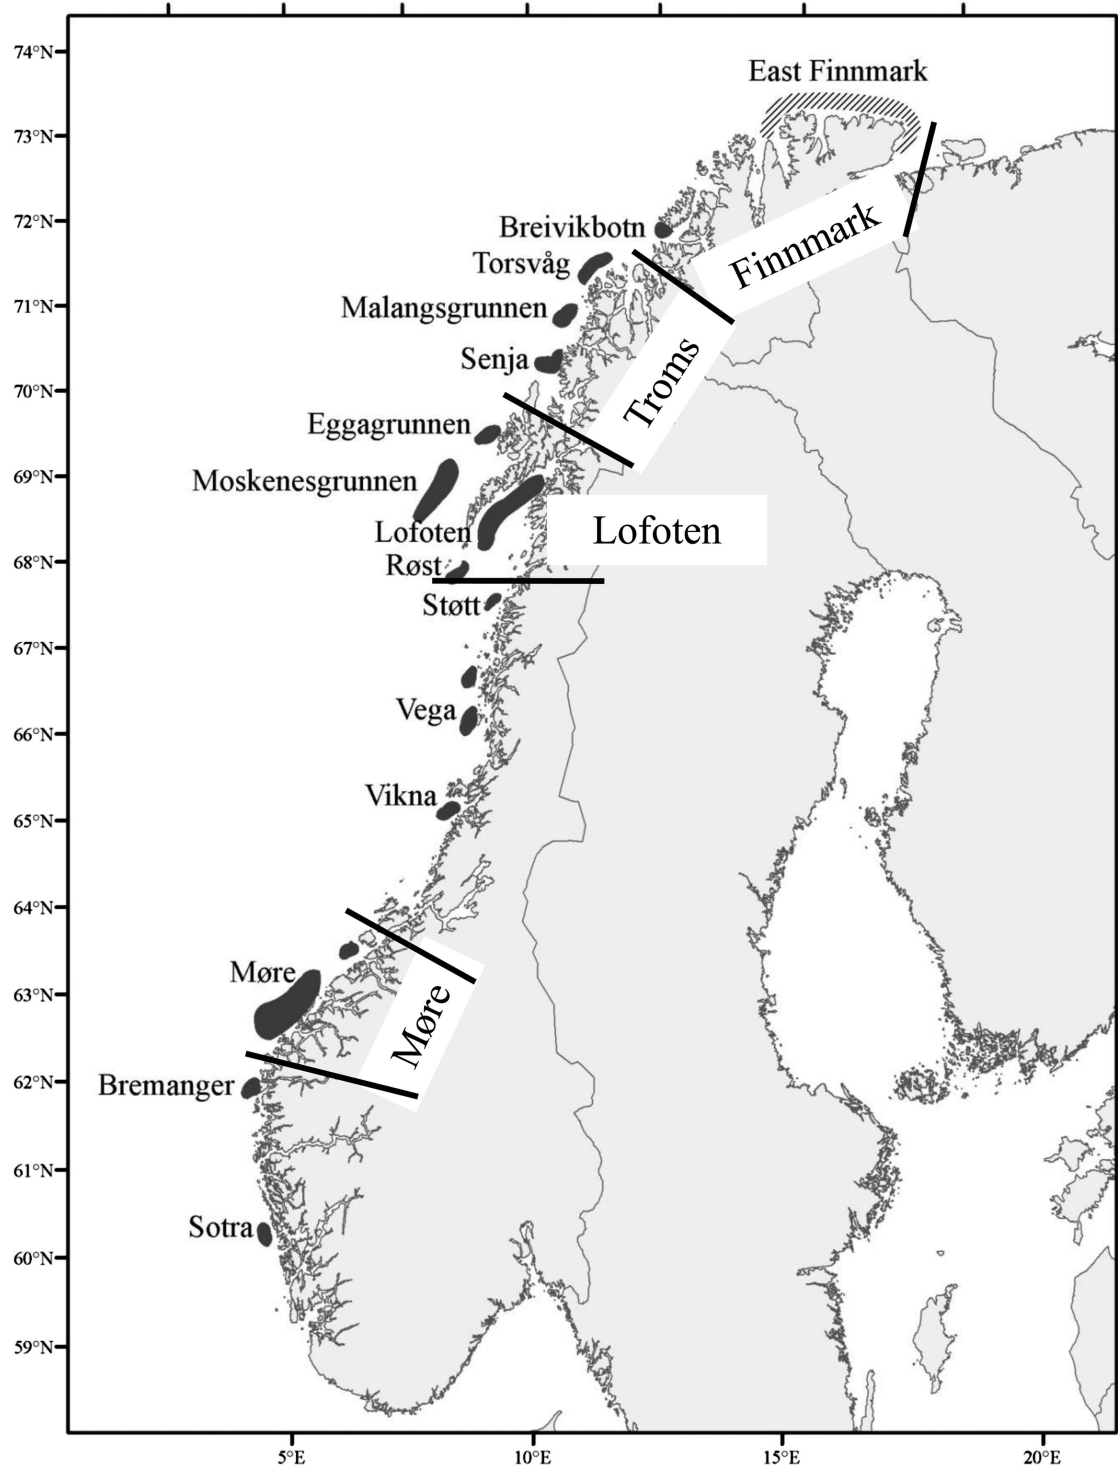 74°N
East Finnmark
73°N
72°N
Breivikbotn
Finnmark
Torsvåg
71°N
Malangsgrunnen
Senja
Troms
70°N
Eggagrunnen
69°N
Moskenesgrunnen
Lofoten
Lofoten
68°N
Røst
Støtt
67°N
Vega
66°N
Vikna
65°N
64°N
Møre
63°N
Møre
62°N
Bremanger
61°N
Sotra
60°N
59°N
5°E
10°E
15°E
20°E